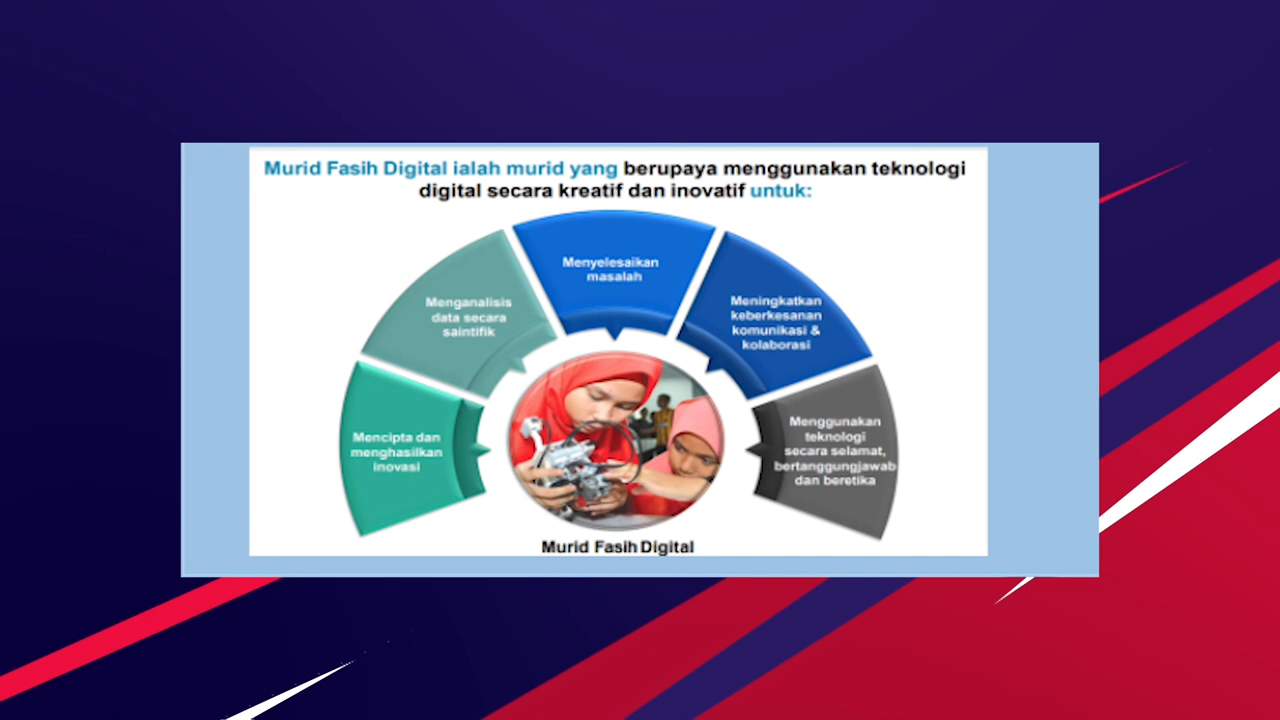 Murid Fasih Digital ialah murid yang berupaya menggunakan teknologi
digital secara kreatif dan inovatif untuk:
Mencipta dan
menghasilkan
inovasi
Menganalisis
data secara
saintifik
Menyelesaikan
masalah
Meningkatkan
keberkesanan
komunikasi &
kolaborasi
Menggunakan
teknologi
secara selamat,
bertanggungjawab
dan beretika
Murid Fasih Digital